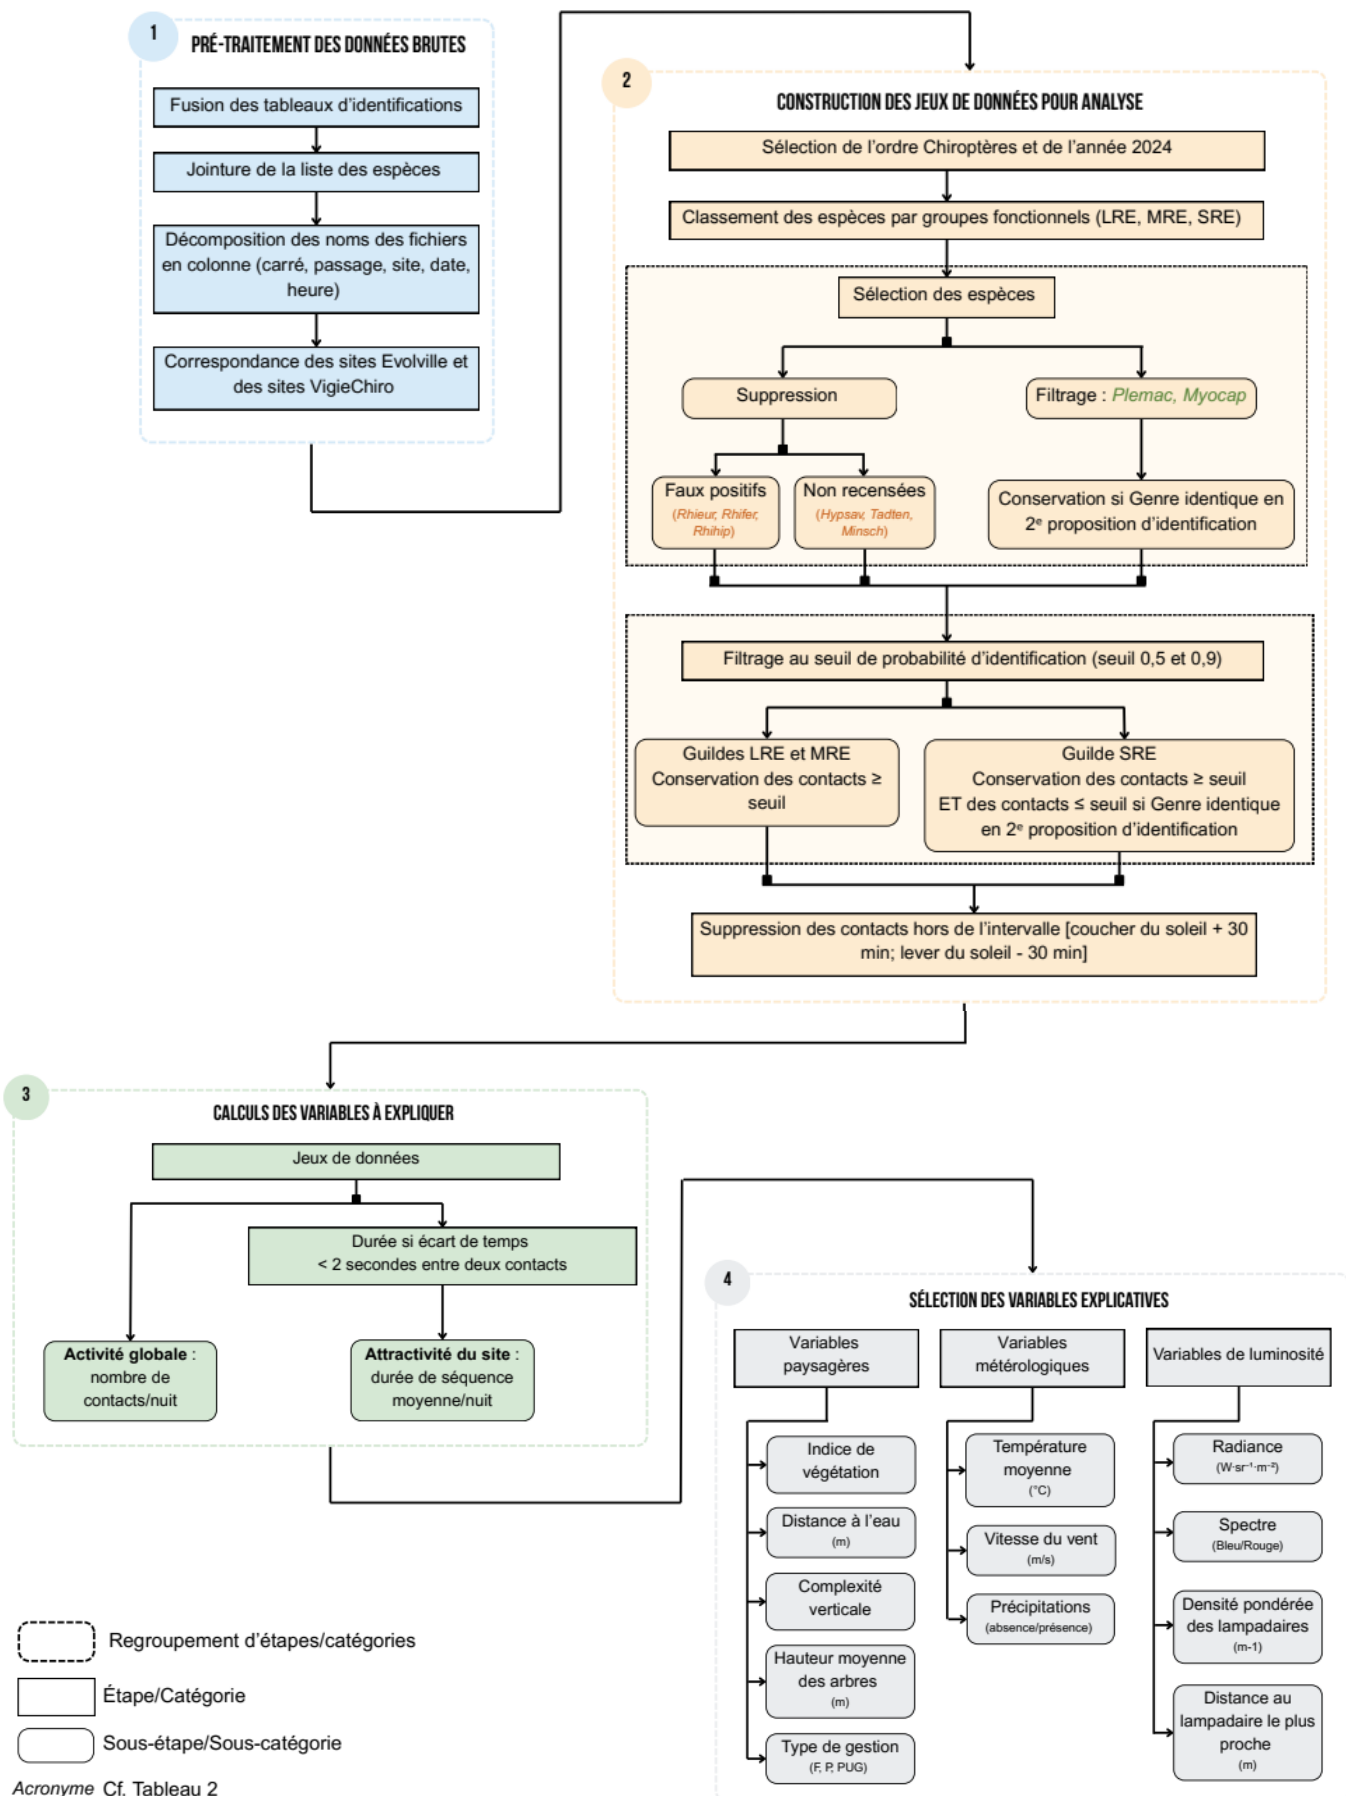 1
PRÉ-TRAITEMENT DES DONNÉES BRUTES
Fusion des tableaux d'identifications
Jointure de la liste des espèces
Décomposition des noms des fichiers
en colonne (carré, passage, site, date,
heure)
Correspondance des sites Evolville et
des sites VigieChiro
2
CONSTRUCTION DES JEUX DE DONNÉES POUR ANALYSE
Sélection de l'ordre Chiroptères et de l'année 2024
Classement des espèces par groupes fonctionnels (LRE, MRE, SRE)
Sélection des espèces
Suppression
Filtrage : Plemac, Myocap
Faux positifs
(Rhieur, Rhifer,
Rhihip)
Non recensées
(Hypsav, Tadten,
Minsch)
Conservation si Genre identique en
2e proposition d'identification
Filtrage au seuil de probabilité d'identification (seuil 0,5 et 0,9)
Guildes LRE et MRE
Conservation des contacts ≥
seuil
Guilde SRE
Conservation des contacts ≥ seuil
ET des contacts ≤ seuil si Genre identique
en 2e proposition d'identification
Suppression des contacts hors de l'intervalle [coucher du soleil + 30
min; lever du soleil - 30 min]
3
CALCULS DES VARIABLES À EXPLIQUER
Jeux de données
Durée si écart de temps
< 2 secondes entre deux contacts
Activité globale :
nombre de
contacts/nuit
Attractivité du site :
durée de séquence
moyenne/nuit
4
SÉLECTION DES VARIABLES EXPLICATIVES
Variables
paysagères
Indice de
végétation
Distance à l'eau
(m)
Complexité
verticale
Hauteur moyenne
des arbres
(m)
Type de gestion
(F, P, PUG)
Variables
métérologiques
Température
moyenne
(°C)
Vitesse du vent
(m/s)
Précipitations
(absence/présence)
Variables de luminosité
Radiance
(W·sr⁻¹·m⁻²)
Spectre
(Bleu/Rouge)
Densité pondérée
des lampadaires
(m-1)
Distance au
lampadaire le plus
proche
(m)
Regroupement d'étapes/catégories
Étape/Catégorie
Sous-étape/Sous-catégorie
Acronyme Cf. Tableau 2